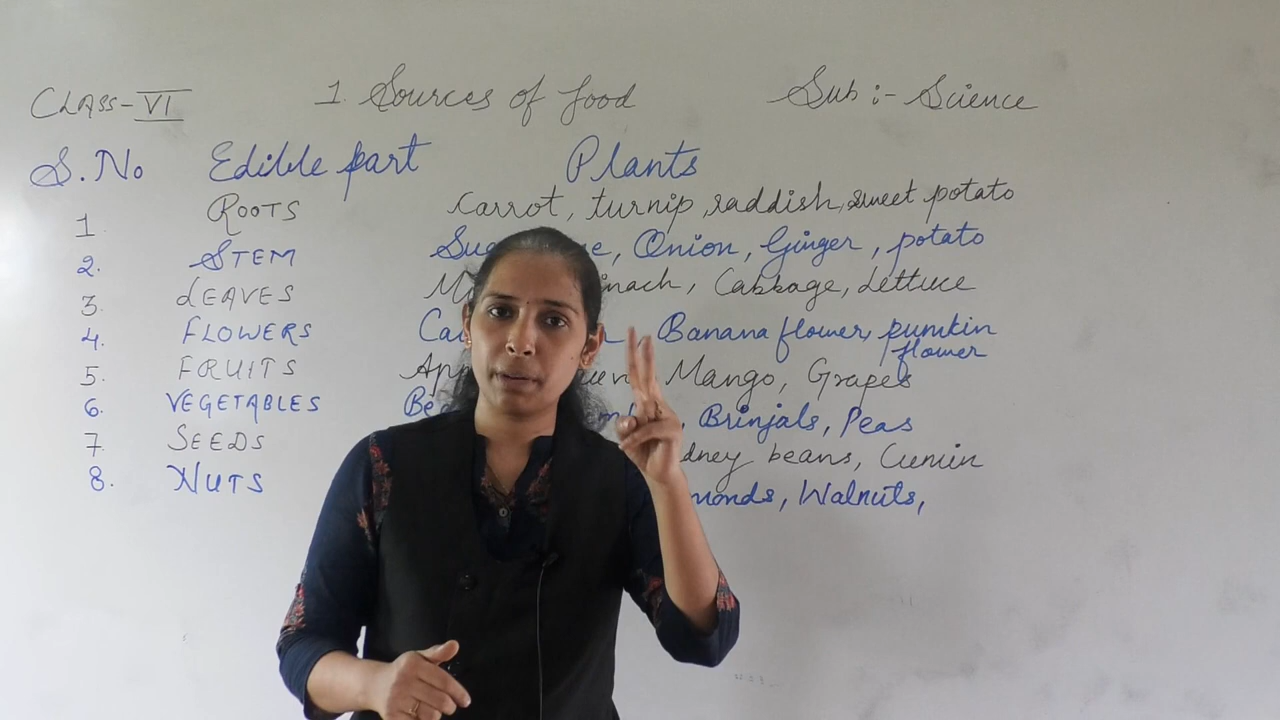 CLASS-VI 1. Sources of food Sub :- Science
S.No Edible part Plants
1. ROOTS Carrot, turnip, raddish, sweet potato
2. STEM Onion, Ginger, potato
3. LEAVES Cabbage, Lettuce
4. FLOWERS Banana flower, pumkin
flower
5. FRUITS Mango, Grapes
6. VEGETABLES Brinjals, Peas
7. SEEDS beans, Cumin
8. NUTS Walnuts,